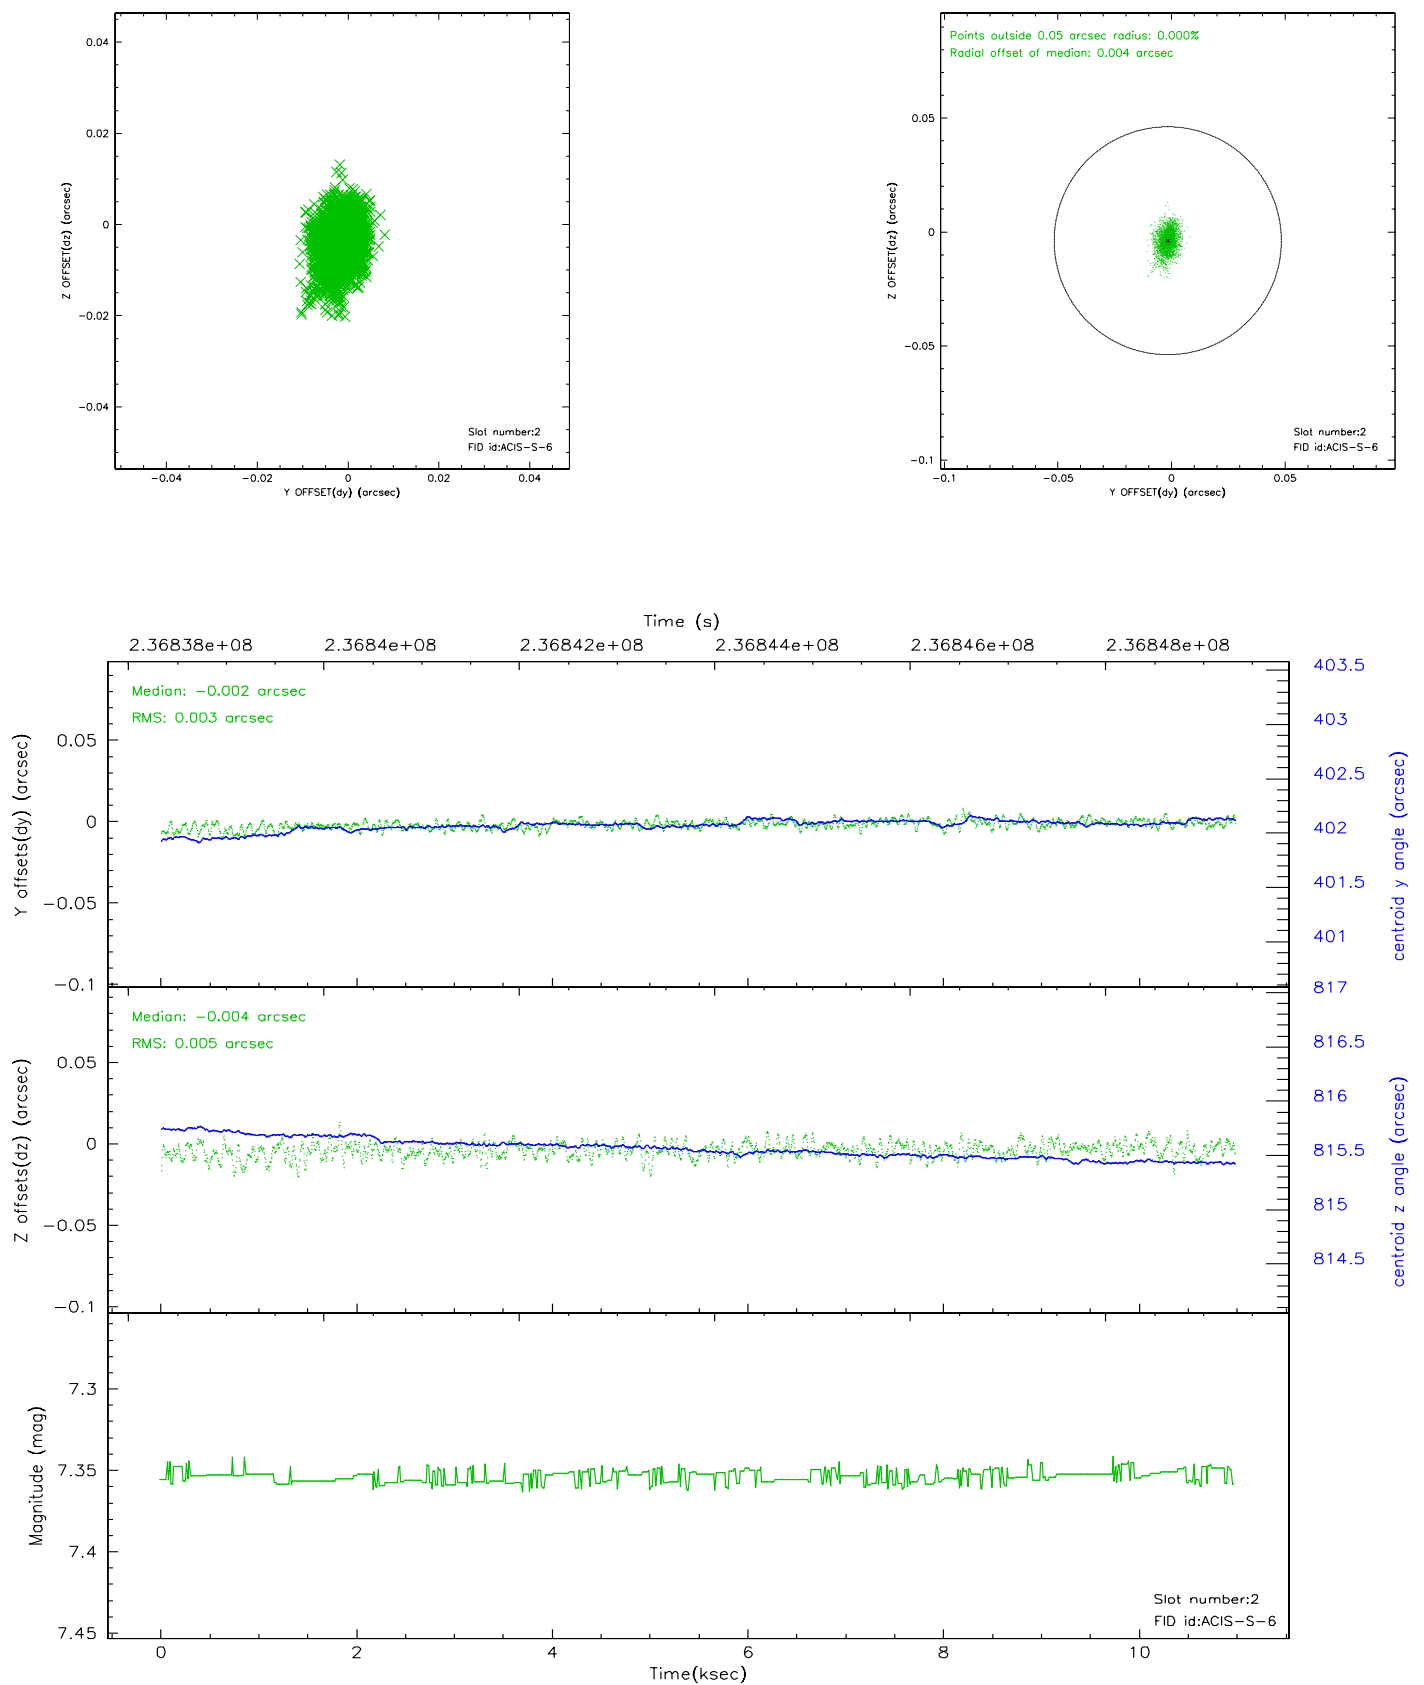 0.04
0.02
0
-0.02
-0.04
Z OFFSET(dz) (arcsec)
Slot number:2
FID id:ACIS-S-6
-0.04 -0.02 0 0.02 0.04
Y OFFSET(dy) (arcsec)
Points outside 0.05 arcsec radius: 0.000%
Radial offset of median: 0.004 arcsec
0.05
0
-0.05
-0.1
Z OFFSET(dz) (arcsec)
Slot number:2
FID id:ACIS-S-6
-0.1 -0.05 0 0.05
Y OFFSET(dy) (arcsec)
Time (s)
2.36838e+08 2.3684e+08 2.36842e+08 2.36844e+08 2.36846e+08 2.36848e+08
Median: -0.002 arcsec
RMS: 0.003 arcsec
0.05
0
-0.05
-0.1
Y offsets(dy) (arcsec)
403.5
403
402.5
402
401.5
401
centroid y angle (arcsec)
Median: -0.004 arcsec
RMS: 0.005 arcsec
0.05
0
-0.05
-0.1
Z offsets(dz) (arcsec)
817
816.5
816
815.5
815
814.5
centroid z angle (arcsec)
7.3
7.35
7.4
7.45
Magnitude (mag)
Slot number:2
FID id:ACIS-S-6
0 2 4 6 8 10
Time(ksec)